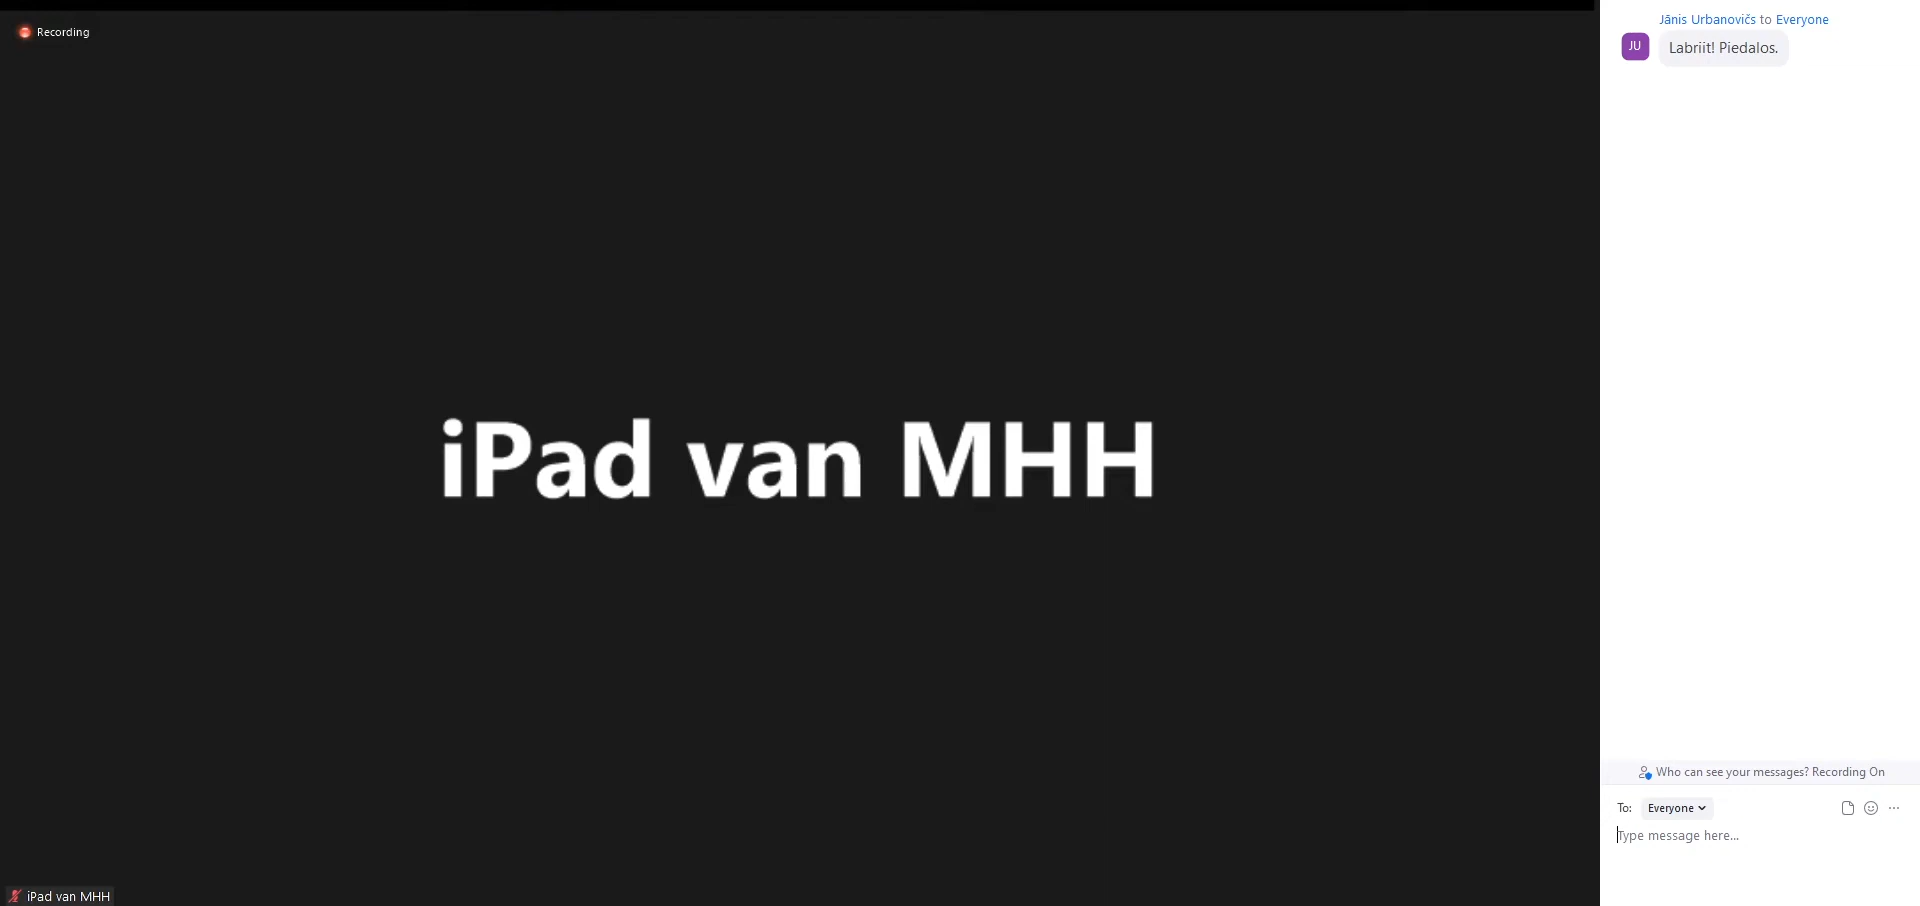 Recording
iPad van MHH
iPad van MHH
Jānis Urbanovičs to Everyone
JU
Labriit! Piedalos.
Who can see your messages? Recording On
To: Everyone
Type message here...